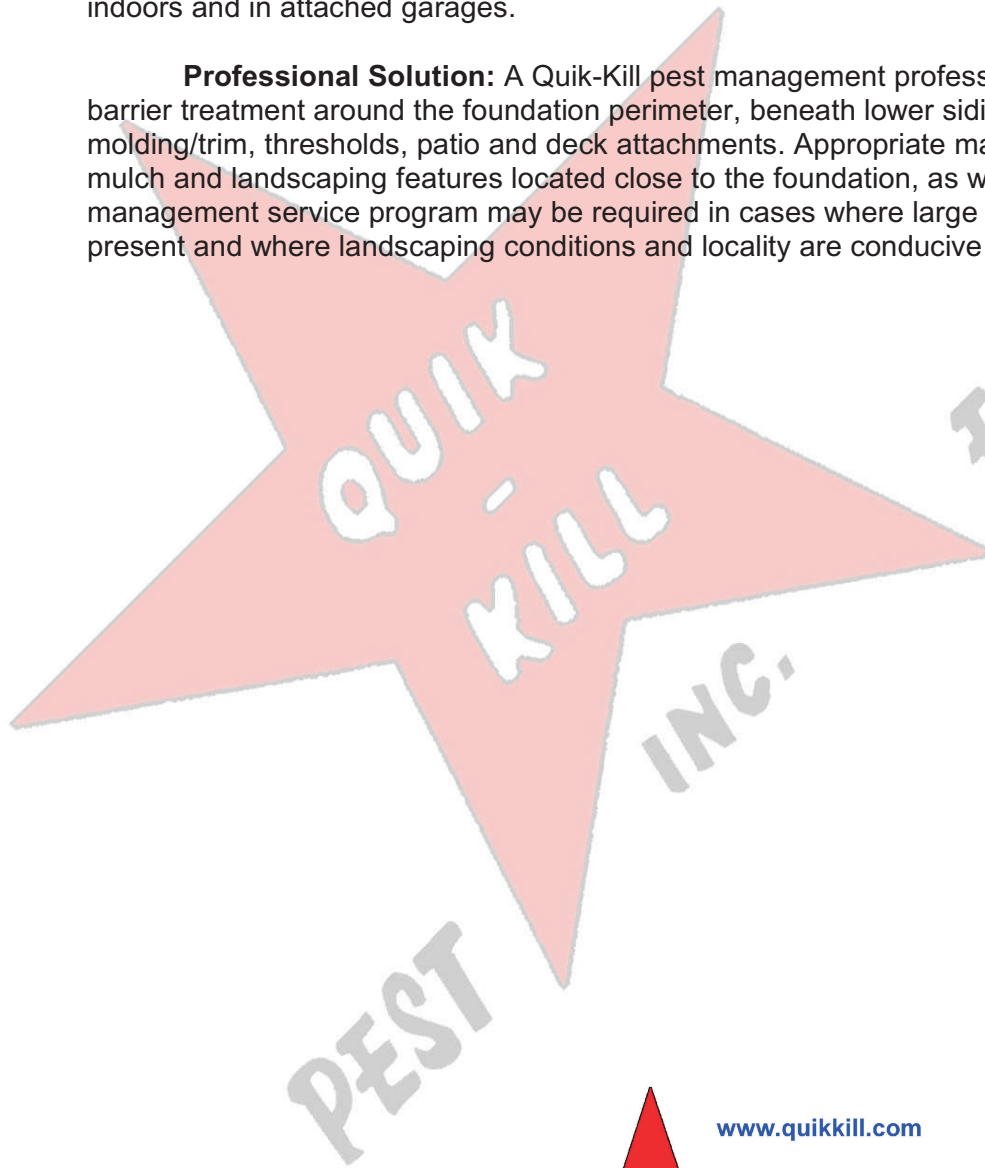 indoors and in attached garages.
Professional Solution: A Quik-Kill pest management
barrier treatment around the foundation perimeter, beneath lower
molding/trim, thresholds, patio and deck attachments. Appropriate
mulch and landscaping features located close to the foundation, as
management service program may be required in cases where large
present and where landscaping conditions and locality are conducive
QUIK
-
KILL
INC.
PEST
www.quikkill.com